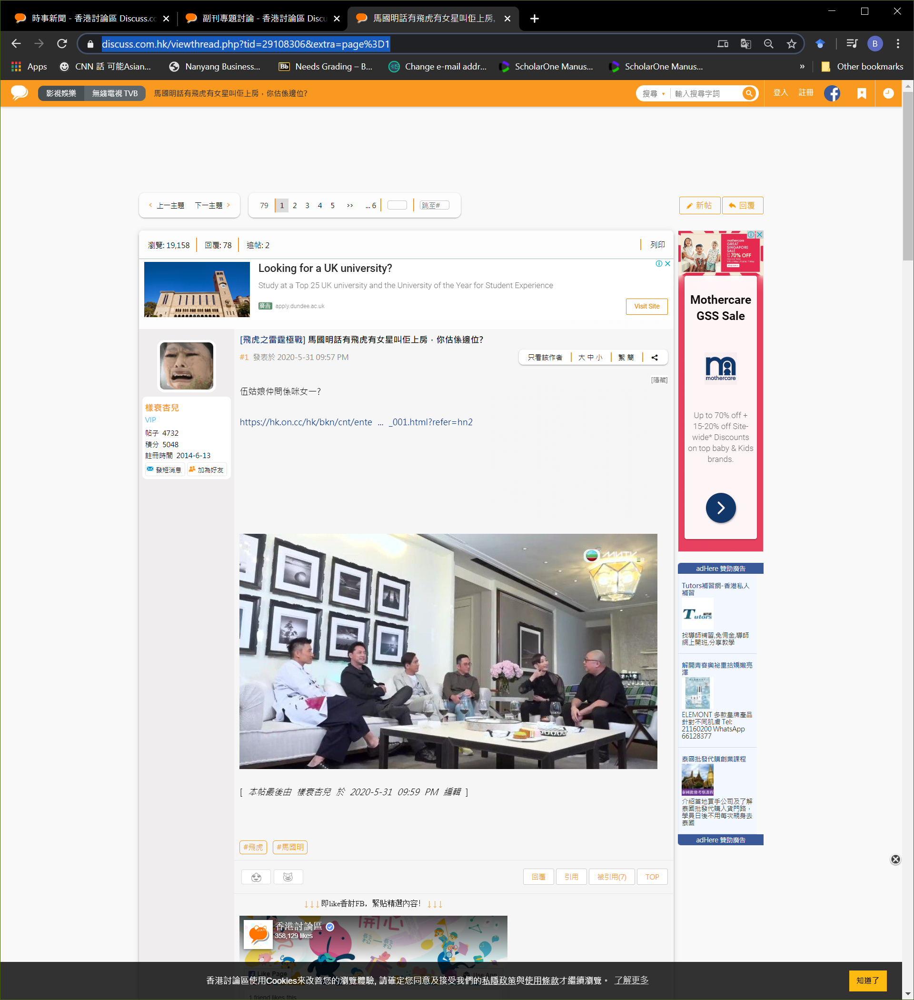 時事新聞 - 香港討論區 Discuss.co
副刊專題討論 - 香港討論區 Discu
馬國明話有飛虎有女星叫佢上房,
discuss.com.hk/viewthread.php?tid=29108306&extra=page%3D1
B
Apps
CNN 話 可能Asian...
Nanyang Business...
Bb Needs Grading – B...
Change e-mail addr...
ScholarOne Manus...
ScholarOne Manus...
» Other bookmarks
影視娛樂 無綫電視 TVB 馬國明話有飛虎有女星叫佢上房，你估係邊位?
搜尋 輸入搜尋字詞
登入 註冊
上一主題 下一主題
79 1 2 3 4 5 >> ... 6 跳至#
新帖 回覆
瀏覽: 19,158 回覆: 78 追帖: 2 列印
Looking for a UK university?
Study at a Top 25 UK university and the University of the Year for Student Experience
廣告 apply.dundee.ac.uk
Visit Site
[飛虎之雷霆極戰] 馬國明話有飛虎有女星叫佢上房，你估係邊位?
#1 發表於 2020-5-31 09:57 PM
只看該作者 大 中 小 繁 簡
[隱藏]
樣衰杏兒
VIP
帖子 4732
積分 5048
註冊時間 2014-6-13
發短消息 加為好友
伍姑娘仲問係咪女一?
https://hk.on.cc/hk/bkn/cnt/ente ... _001.html?refer=hn2
[ 本帖最後由 樣衰杏兒 於 2020-5-31 09:59 PM 編輯 ]
#飛虎 #馬國明
回覆 引用 被引用(7) TOP
↓↓↓即like香討FB，緊貼精選內容！ ↓↓↓
香港討論區
358,129 likes
開心
Like Page
Use App
1 friend likes this
mothercare
GREAT
SINGAPORE
SALE
70% OFF
Mothercare
GSS Sale
mothercare
Up to 70% off +
15-20% off Site-
wide* Discounts
on top baby & Kids
brands.
adHere 贊助廣告
Tutors補習網-香港私人
補習
Tutors
找導師補習,免佣金,導師
網上開班,分享教學
解開青春奧祕重拾嬌嫩亮
澤
ELEMONT 多款皇牌產品
針對不同肌膚 Tel:
21160200 WhatsApp
66128377
泰國批發代購創業課程
泰國批發考察課程
介紹當地買手公司及了解
泰國批發代購入貨門路，
學員日後不用每次親身去
泰國
adHere 贊助廣告
香港討論區使用Cookies來改善您的瀏覽體驗, 請確定您同意及接受我們的私隱政策與使用條款才繼續瀏覽。 了解更多
知道了